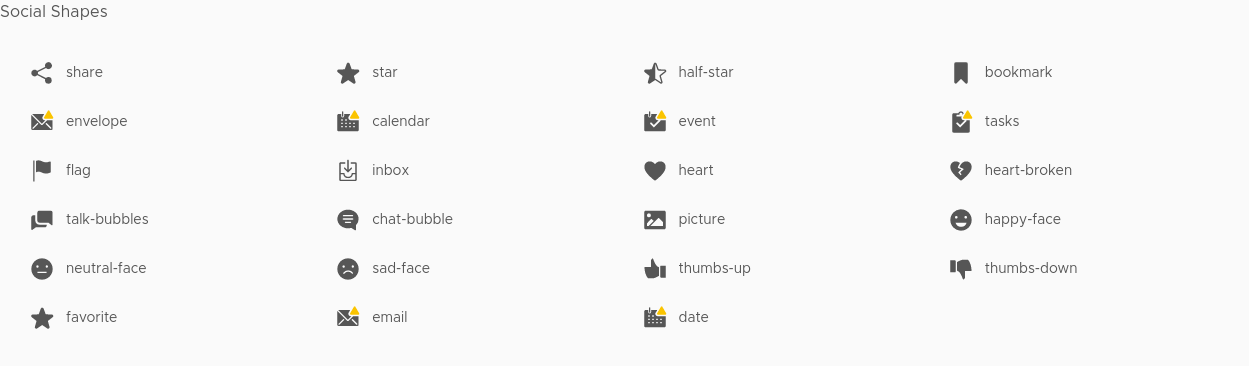 Social Shapes
share
star
half-star
bookmark
envelope
calendar
event
tasks
flag
inbox
heart
heart-broken
talk-bubbles
chat-bubble
picture
happy-face
neutral-face
sad-face
thumbs-up
thumbs-down
favorite
email
date